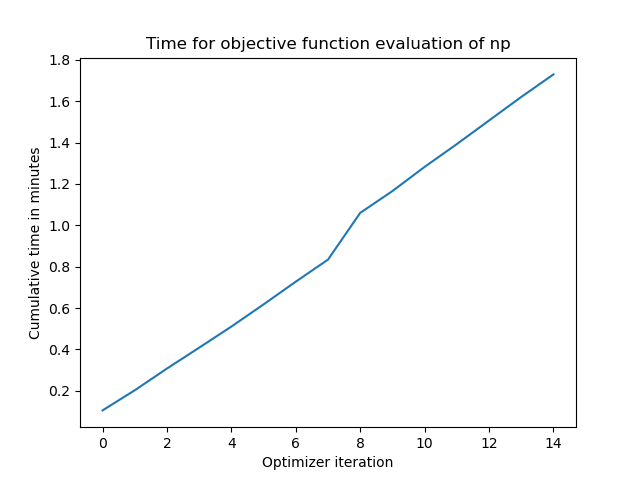 Time for objective function evaluation of np
Cumulative time in minutes
1.8
1.6
1.4
1.2
1.0
0.8
0.6
0.4
0.2
0 2 4 6 8 10 12 14
Optimizer iteration